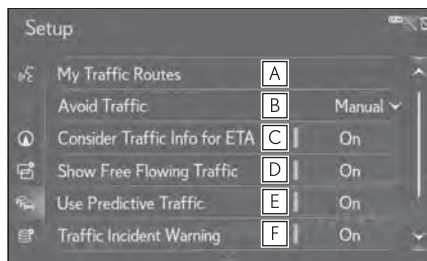 Setup
My Traffic Routes A
Avoid Traffic B Manual
Consider Traffic Info for ETA C On
Show Free Flowing Traffic D On
Use Predictive Traffic E On
Traffic Incident Warning F On